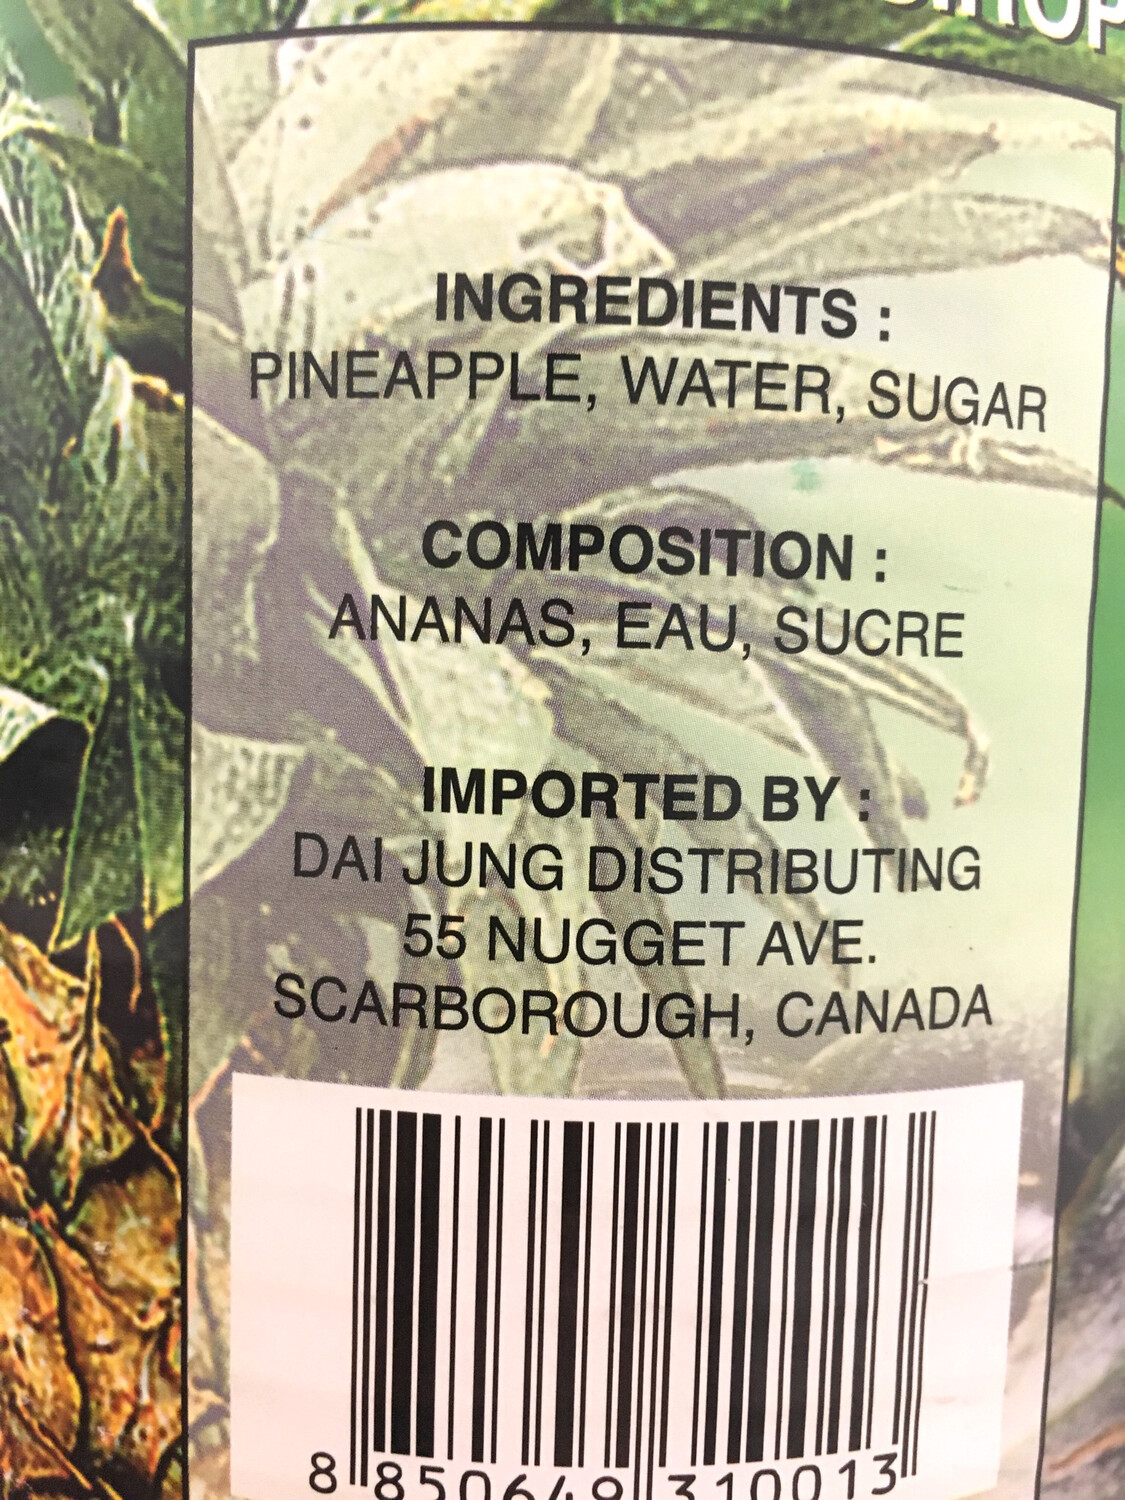 INGREDIENTS :
PINEAPPLE, WATER, SUGAR
COMPOSITION :
ANANAS, EAU, SUCRE
IMPORTED BY :
DAI JUNG DISTRIBUTING
55 NUGGET AVE.
SCARBOROUGH, CANADA
8 850649 310013